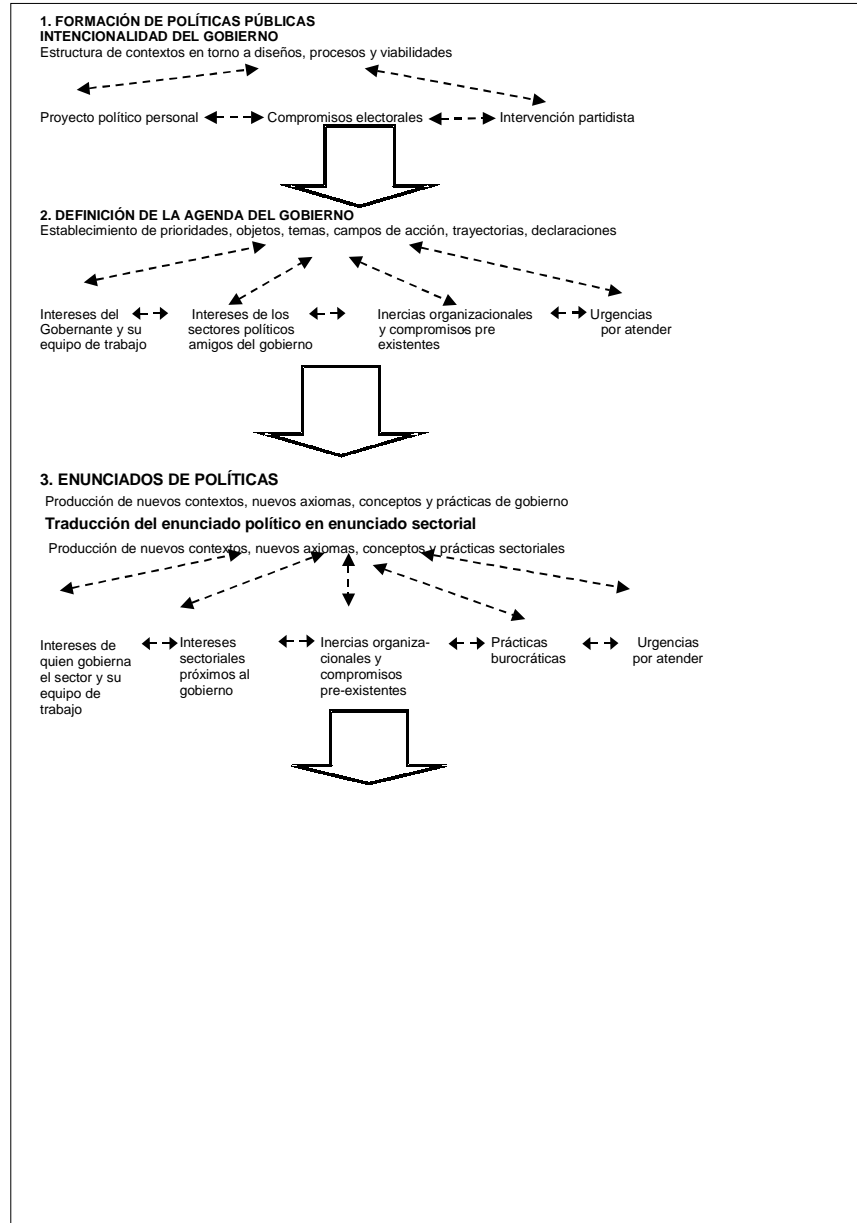 1. FORMACIÓN DE POLÍTICAS PÚBLICAS
INTENCIONALIDAD DEL GOBIERNO
Estructura de contextos en torno a diseños, procesos y viabilidades
Proyecto político personal
Compromisos electorales
Intervención partidista
2. DEFINICIÓN DE LA AGENDA DEL GOBIERNO
Establecimiento de prioridades, objetos, temas, campos de acción, trayectorias, declaraciones
Intereses del
Gobernante y su
equipo de trabajo
Intereses de los
sectores políticos
amigos del gobierno
Inercias organizacionales
y compromisos pre
existentes
Urgencias
por atender
3. ENUNCIADOS DE POLÍTICAS
Producción de nuevos contextos, nuevos axiomas, conceptos y prácticas de gobierno
Traducción del enunciado político en enunciado sectorial
Producción de nuevos contextos, nuevos axiomas, conceptos y prácticas sectoriales
Intereses de
quien gobierna
el sector y su
equipo de
trabajo
Intereses
sectoriales
próximos al
gobierno
Inercias organiza-
cionales y
compromisos
pre-existentes
Prácticas
burocráticas
Urgencias
por atender